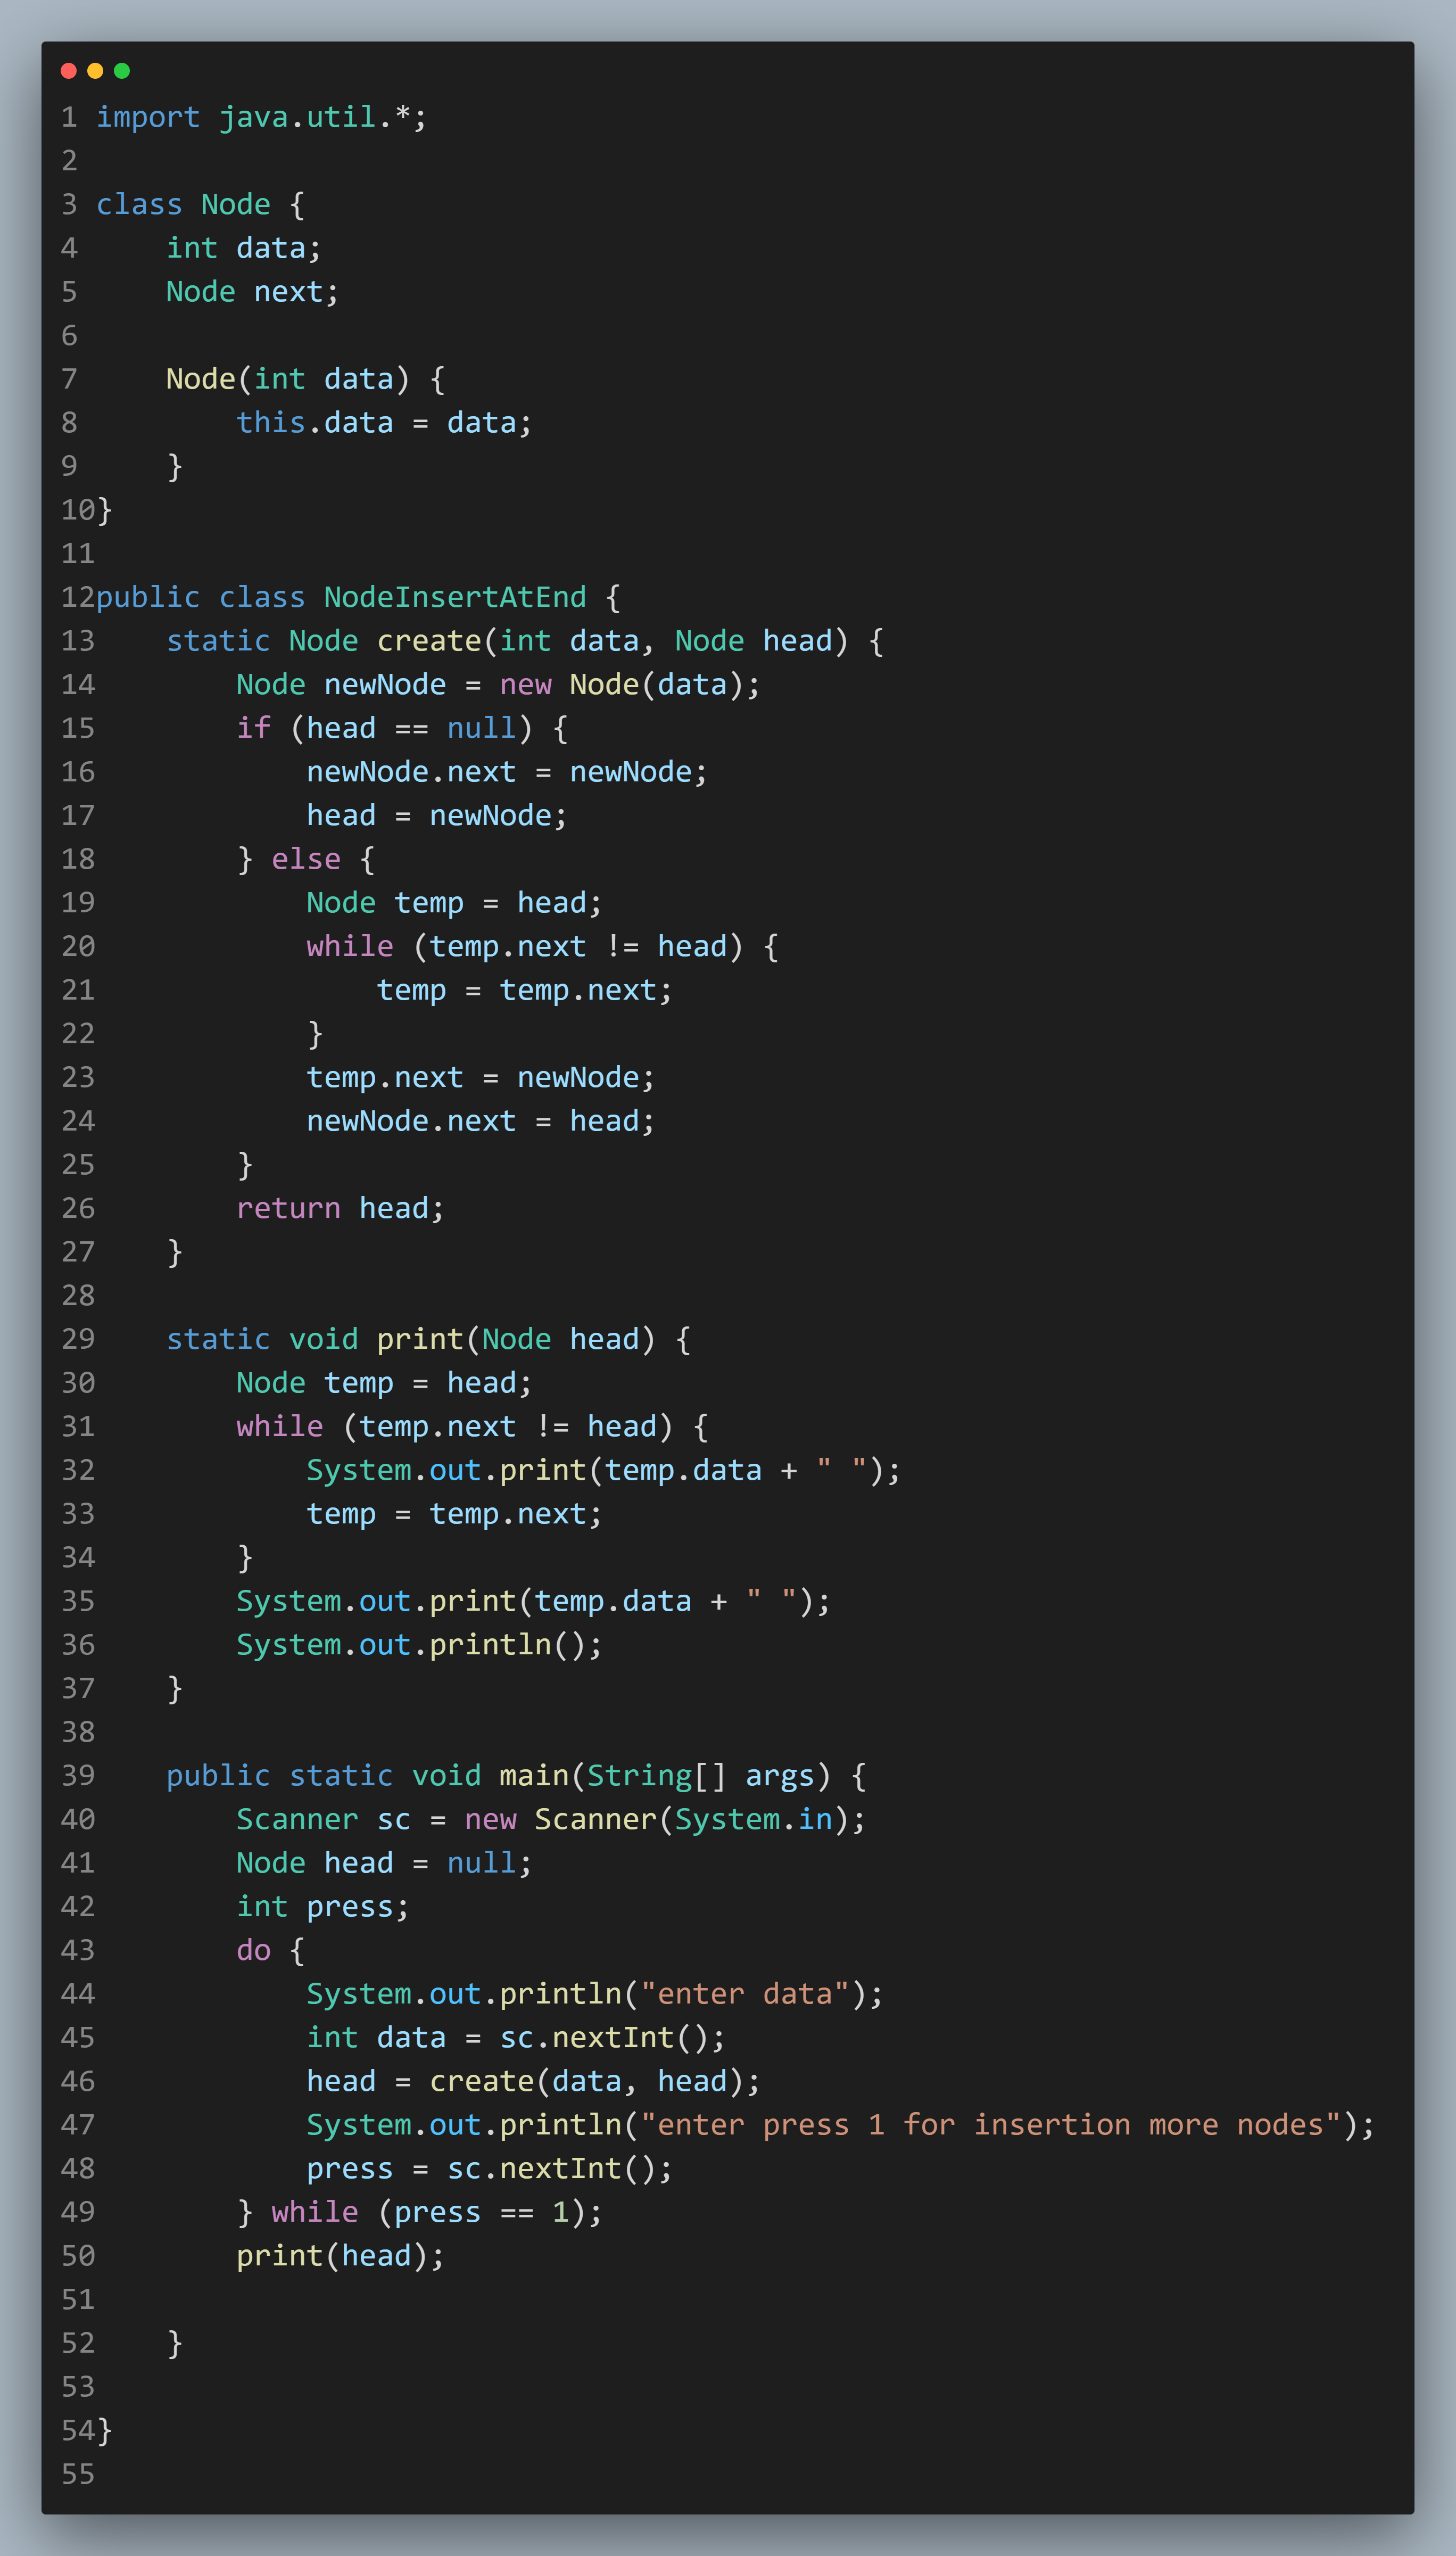 1 import java.util.*;
2
3 class Node {
4     int data;
5     Node next;
6
7     Node(int data) {
8         this.data = data;
9     }
10}
11
12public class NodeInsertAtEnd {
13    static Node create(int data, Node head) {
14        Node newNode = new Node(data);
15        if (head == null) {
16            newNode.next = newNode;
17            head = newNode;
18        } else {
19            Node temp = head;
20            while (temp.next != head) {
21                temp = temp.next;
22            }
23            temp.next = newNode;
24            newNode.next = head;
25        }
26        return head;
27    }
28
29    static void print(Node head) {
30        Node temp = head;
31        while (temp.next != head) {
32            System.out.print(temp.data + " ");
33            temp = temp.next;
34        }
35        System.out.print(temp.data + " ");
36        System.out.println();
37    }
38
39    public static void main(String[] args) {
40        Scanner sc = new Scanner(System.in);
41        Node head = null;
42        int press;
43        do {
44            System.out.println("enter data");
45            int data = sc.nextInt();
46            head = create(data, head);
47            System.out.println("enter press 1 for insertion more nodes");
48            press = sc.nextInt();
49        } while (press == 1);
50        print(head);
51
52    }
53
54}
55